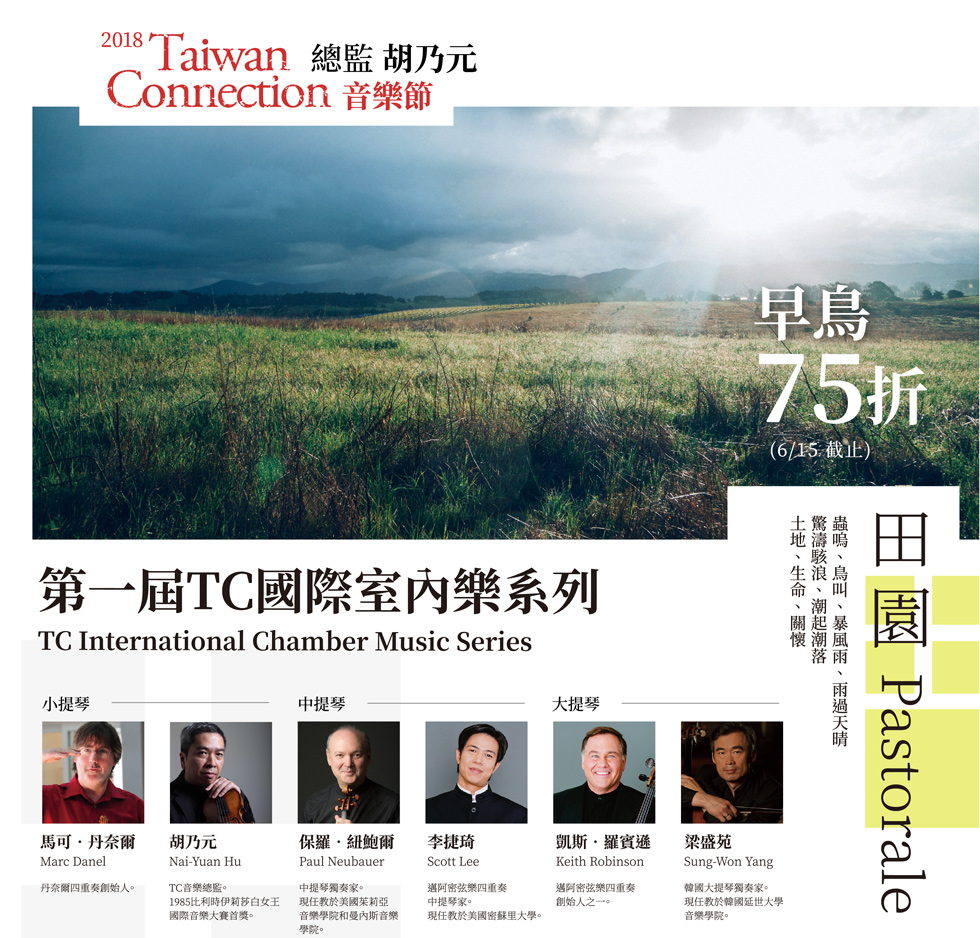 2018 Taiwan Connection 音樂節
總監 胡乃元
早鳥
75折
(6/15 截止)
田園 Pastorale
蟲鳴、鳥叫、暴風雨、雨過天晴
驚濤駭浪、潮起潮落
土地、生命、關懷
第一屆TC國際室內樂系列
TC International Chamber Music Series
小提琴
馬可・丹奈爾
Marc Danel
丹奈爾四重奏創始人。
胡乃元
Nai-Yuan Hu
TC音樂總監。
1985比利時伊莉莎白女王
國際音樂大賽首獎。
中提琴
保羅・紐鮑爾
Paul Neubauer
中提琴獨奏家。
現任教於美國茱莉亞
音樂學院和曼內斯音樂
學院。
李捷琦
Scott Lee
邁阿密弦樂四重奏
中提琴家。
現任教於美國密蘇里大學。
大提琴
凱斯・羅賓遜
Keith Robinson
邁阿密弦樂四重奏
創始人之一。
梁盛苑
Sung-Won Yang
韓國大提琴獨奏家。
現任教於韓國延世大學
音樂學院。